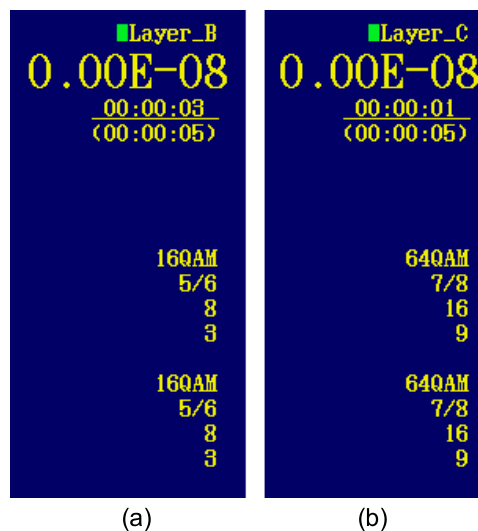 Layer_B
0.00E-08
00:00:03
(00:00:05)
16QAM
5/6
8
3
16QAM
5/6
8
3
(a)
Layer_C
0.00E-08
00:00:01
(00:00:05)
64QAM
7/8
16
9
64QAM
7/8
16
9
(b)